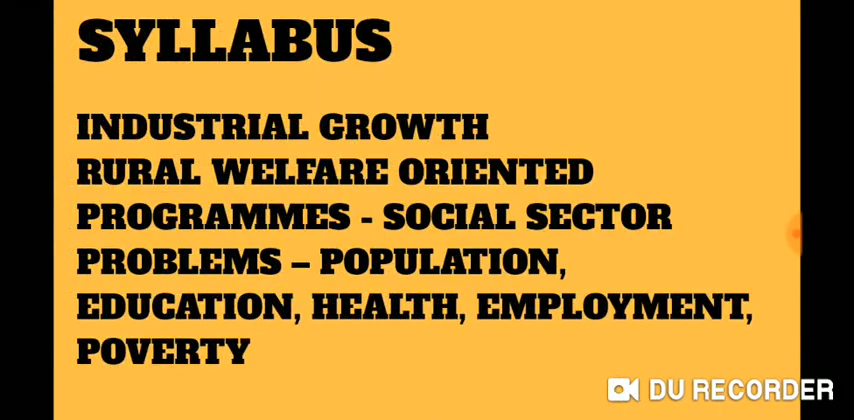 SYLLABUS
INDUSTRIAL GROWTH
RURAL WELFARE ORIENTED
PROGRAMMES - SOCIAL SECTOR
PROBLEMS – POPULATION,
EDUCATION, HEALTH, EMPLOYMENT,
POVERTY
DU RECORDER